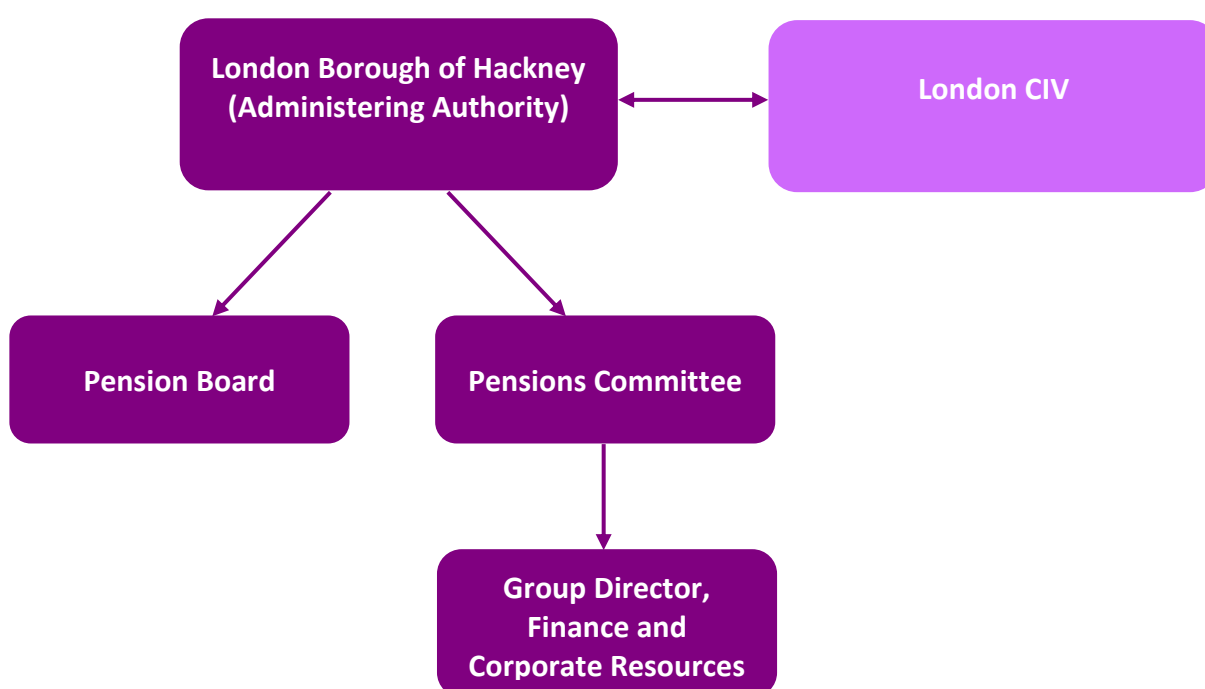 London Borough of Hackney
(Administering Authority)
London CIV
Pension Board
Pensions Committee
Group Director,
Finance and
Corporate Resources